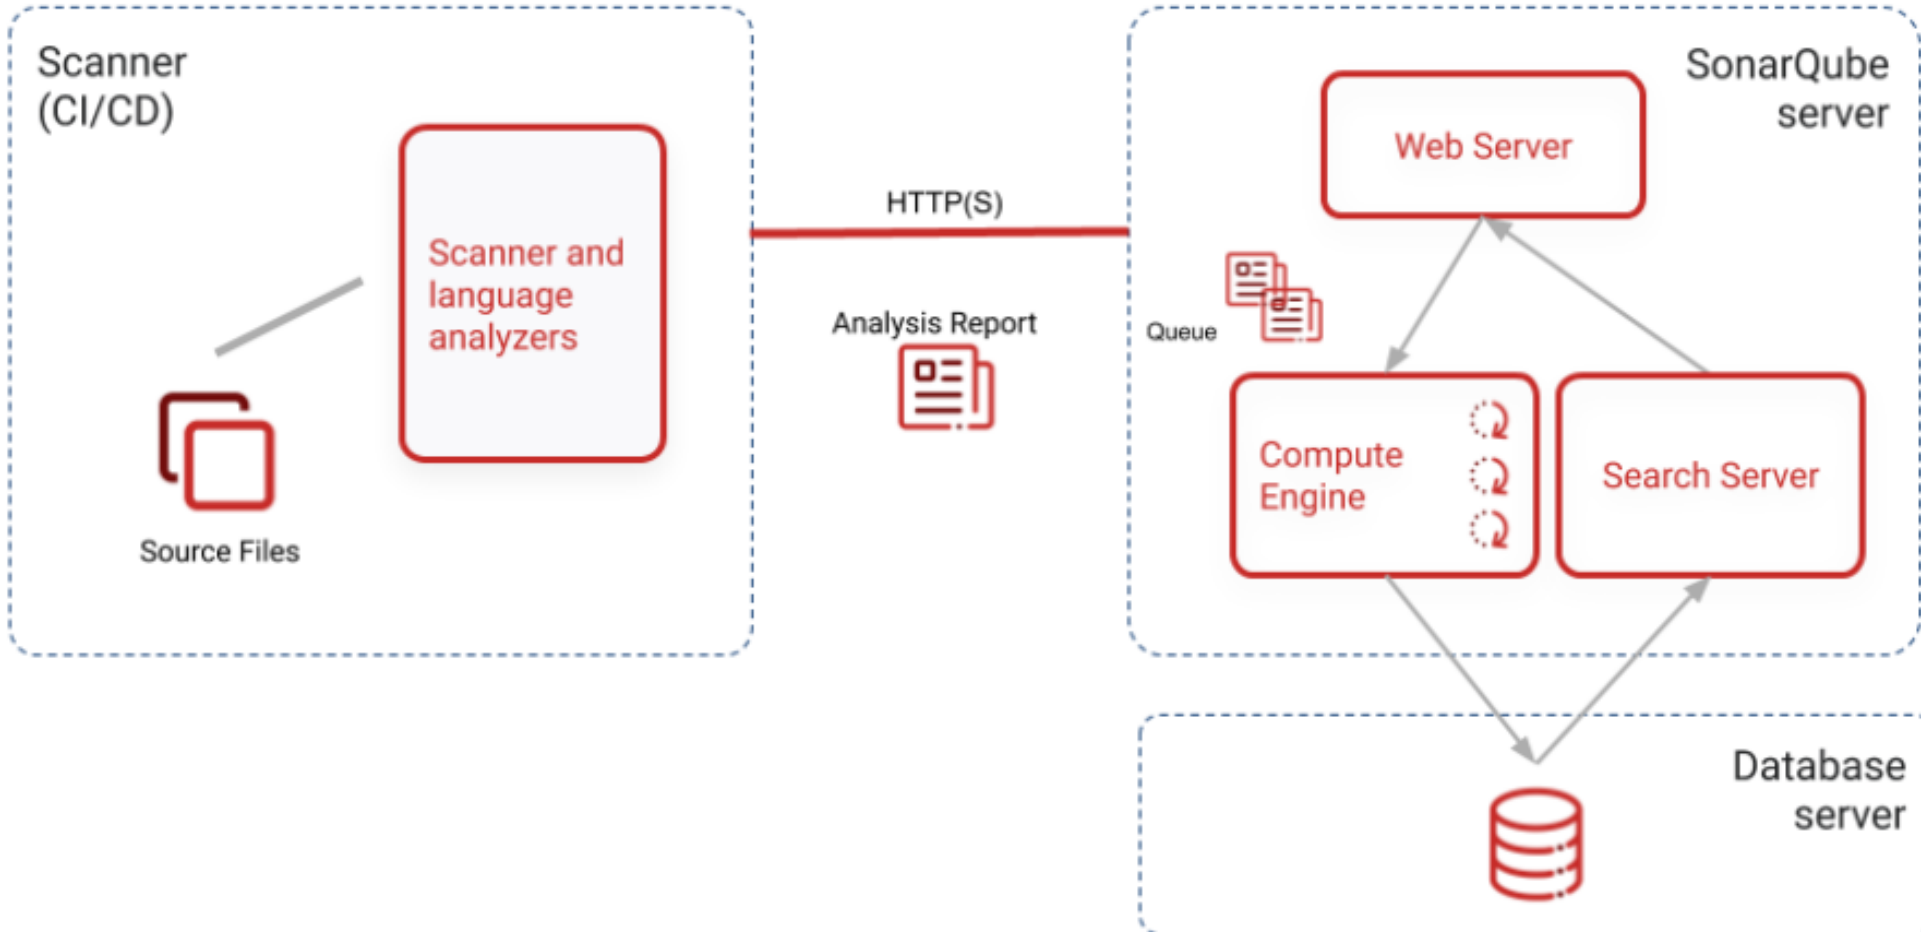 Scanner
(CI/CD)
Scanner and
language
analyzers
Source Files
HTTP(S)
Analysis Report
SonarQube
server
Web Server
Queue
Compute
Engine
Search Server
Database
server